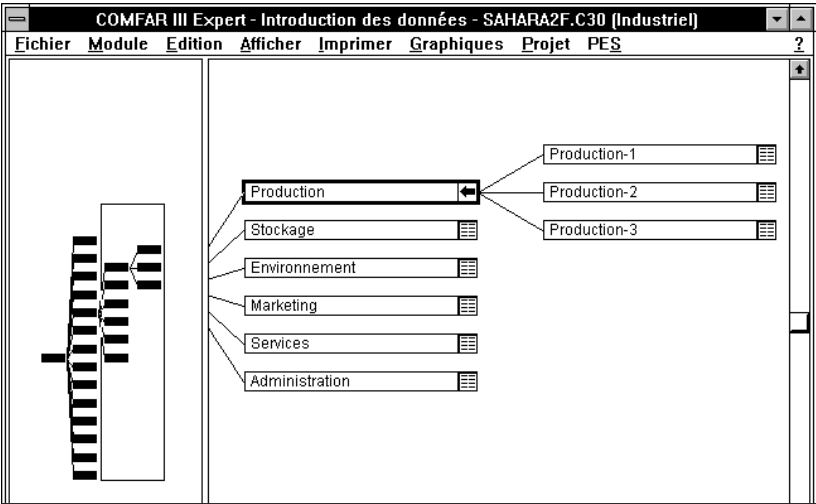 COMFAR III Expert - Introduction des données - SAHARA2F.C30 (Industriel)
Fichier Module Edition Afficher Imprimer Graphiques Projet PES ?
Production-1
Production Production-2
Stockage Production-3
Environnement
Marketing
Services
Administration